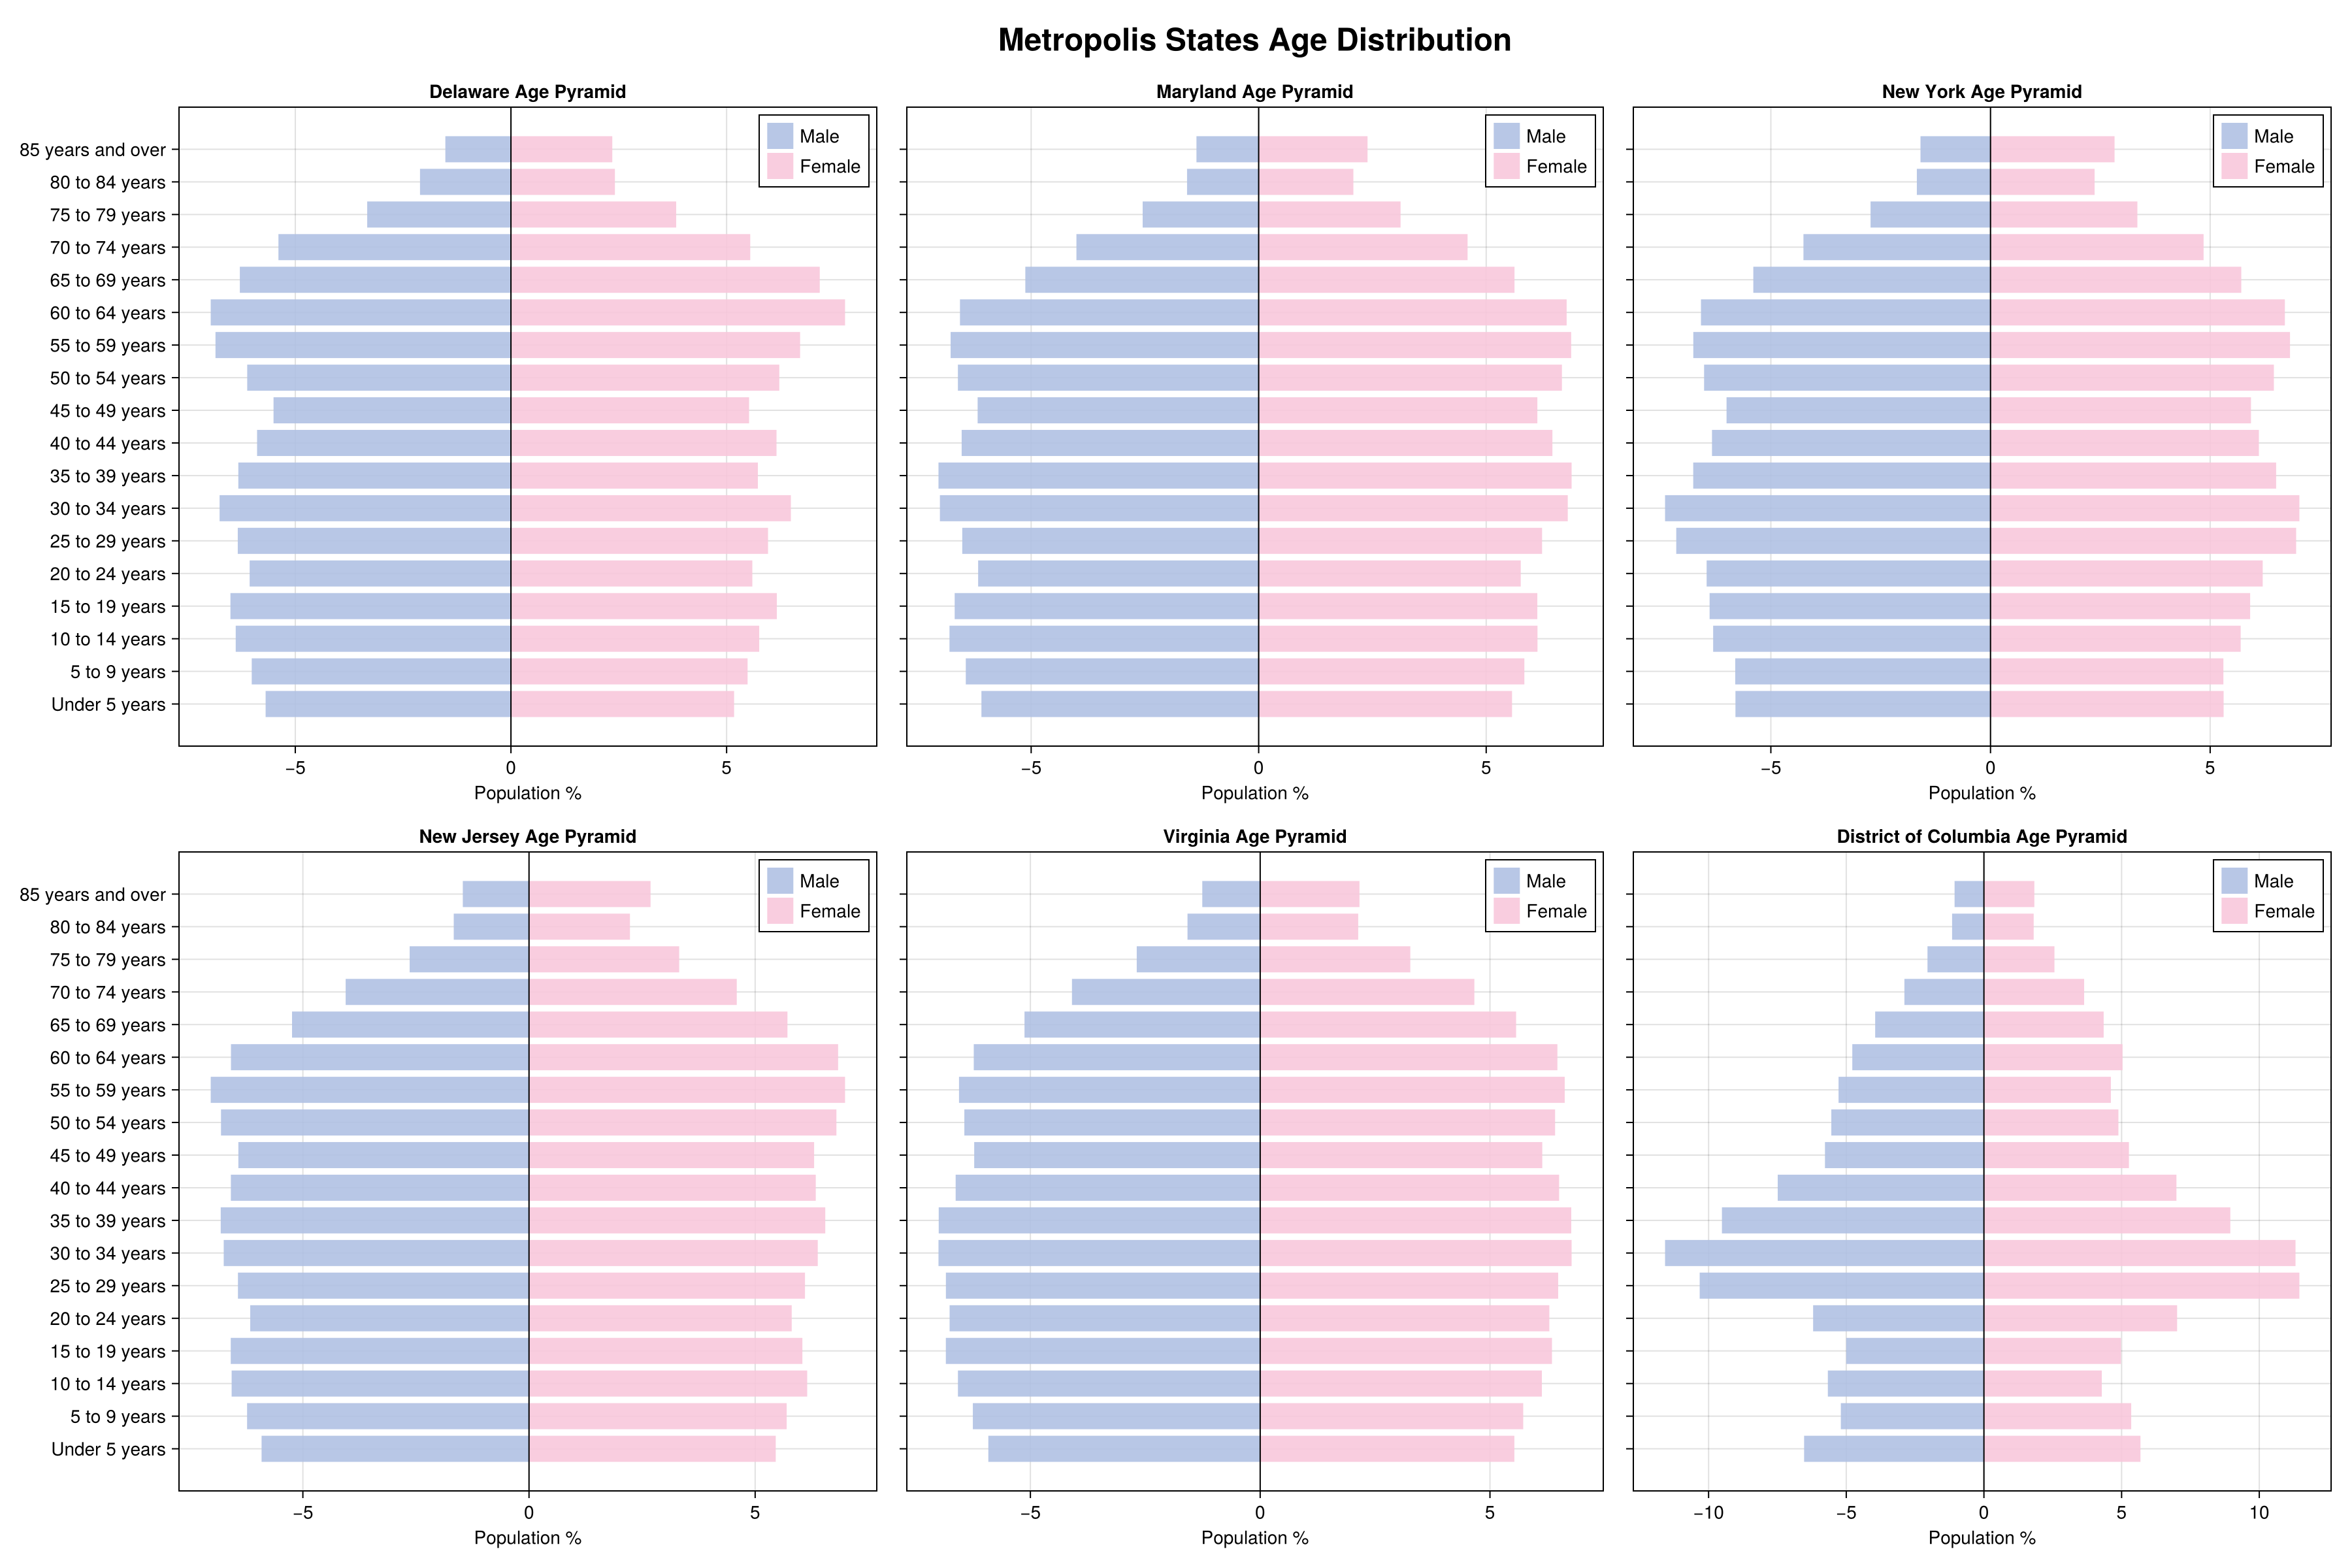 Metropolis States Age Distribution
Delaware Age Pyramid
Male
Female
85 years and over
80 to 84 years
75 to 79 years
70 to 74 years
65 to 69 years
60 to 64 years
55 to 59 years
50 to 54 years
45 to 49 years
40 to 44 years
35 to 39 years
30 to 34 years
25 to 29 years
20 to 24 years
15 to 19 years
10 to 14 years
5 to 9 years
Under 5 years
−5 0 5
Population %
Maryland Age Pyramid
Male
Female
−5 0 5
Population %
New York Age Pyramid
Male
Female
−5 0 5
Population %
New Jersey Age Pyramid
Male
Female
85 years and over
80 to 84 years
75 to 79 years
70 to 74 years
65 to 69 years
60 to 64 years
55 to 59 years
50 to 54 years
45 to 49 years
40 to 44 years
35 to 39 years
30 to 34 years
25 to 29 years
20 to 24 years
15 to 19 years
10 to 14 years
5 to 9 years
Under 5 years
−5 0 5
Population %
Virginia Age Pyramid
Male
Female
−5 0 5
Population %
District of Columbia Age Pyramid
Male
Female
−10 −5 0 5 10
Population %